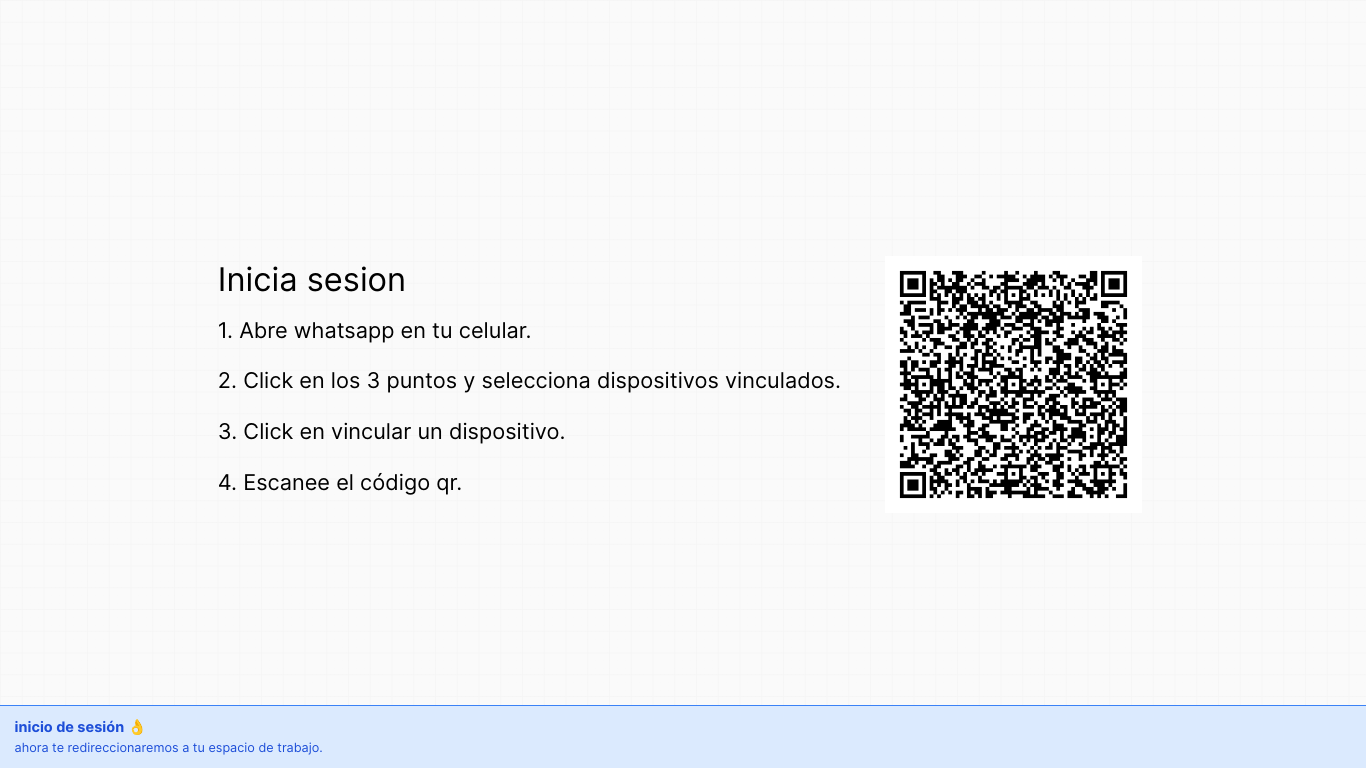 Inicia sesion
1. Abre whatsapp en tu celular.
2. Click en los 3 puntos y selecciona dispositivos vinculados.
3. Click en vincular un dispositivo.
4. Escanee el código qr.
inicio de sesión 👌
ahora te redireccionaremos a tu espacio de trabajo.